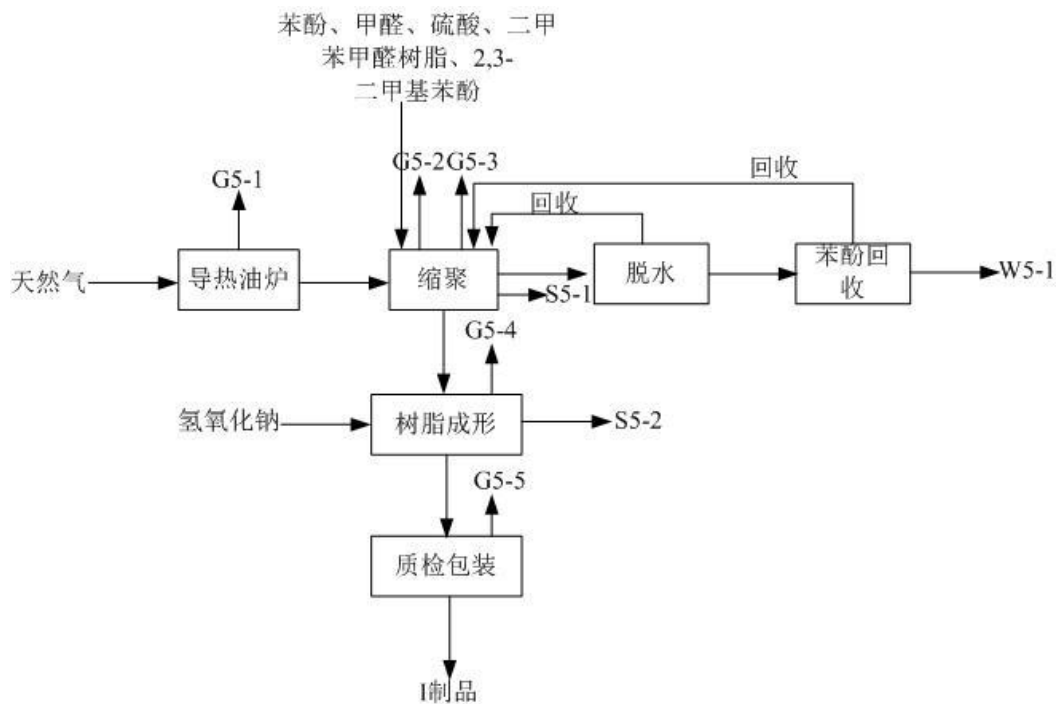 苯酚、甲醛、硫酸、二甲
苯甲醛树脂、2,3-
二甲基苯酚
G5-2
G5-3
回收
G5-1
回收
天然气
导热油炉
缩聚
脱水
苯酚回
收
W5-1
S5-1
G5-4
氢氧化钠
树脂成形
S5-2
G5-5
质检包装
I制品